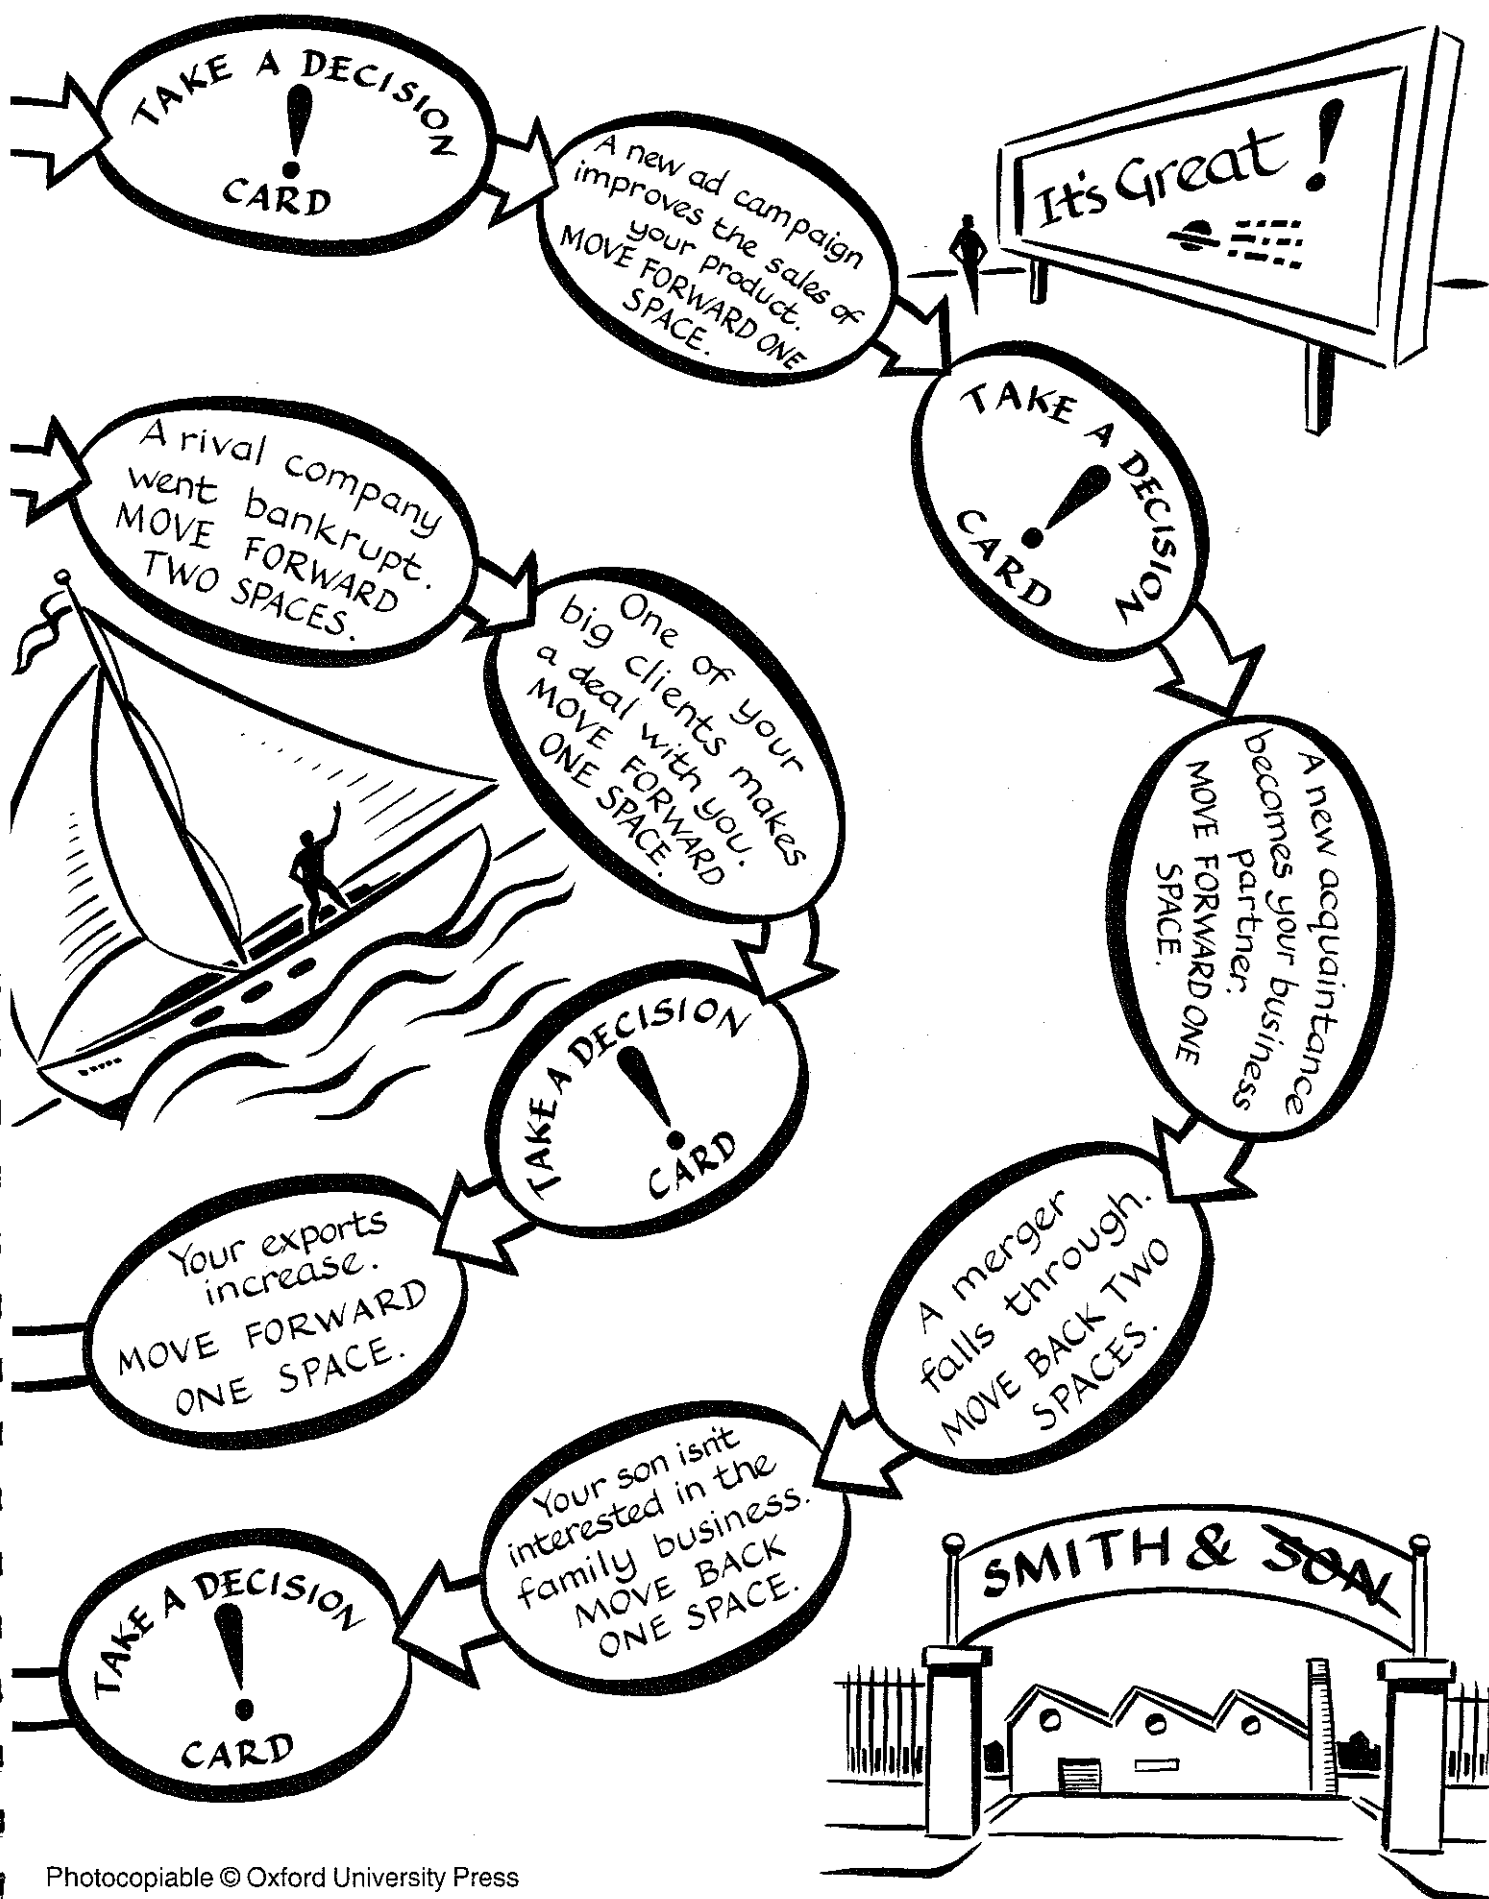 TAKE A DECISION
!
CARD
A new ad campaign
improves the sales of
your product.
MOVE FORWARD ONE
SPACE.
It's Great!
TAKE A DECISION
!
CARD
A new acquaintance
becomes your business
partner.
MOVE FORWARD ONE
SPACE.
A merger
falls through.
MOVE BACK TWO
SPACES.
Your son isn't
interested in the
family business.
MOVE BACK
ONE SPACE.
TAKE A DECISION
!
CARD
A rival company
went bankrupt.
MOVE FORWARD
TWO SPACES.
One of your
big clients makes
a deal with you.
MOVE FORWARD
ONE SPACE.
TAKE A DECISION
!
CARD
Your exports
increase.
MOVE FORWARD
ONE SPACE.
SMITH & SON
Photocopiable © Oxford University Press